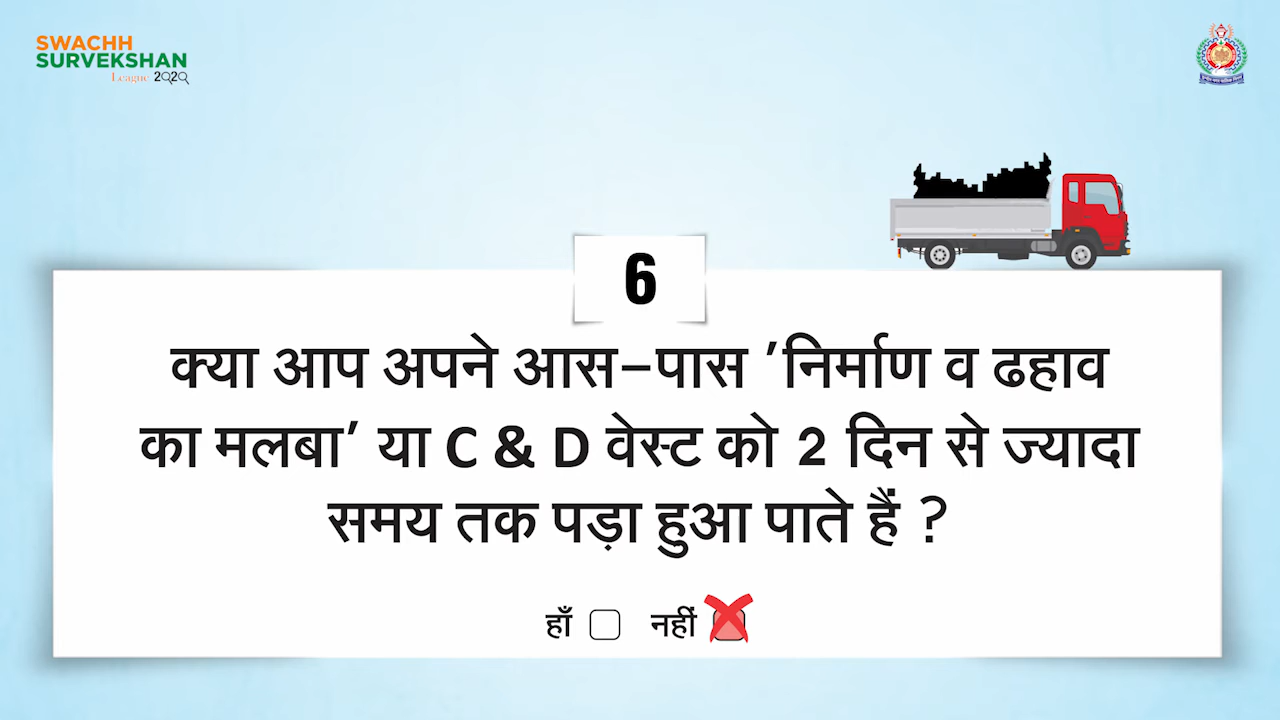 SWACHH
SURVEKSHAN
League 2020
6
क्या आप अपने आस–पास ’निर्माण व ढहाव
का मलबा’ या C & D वेस्ट को 2 दिन से ज्यादा
समय तक पड़ा हुआ पाते हैं ?
हाँ नहीं